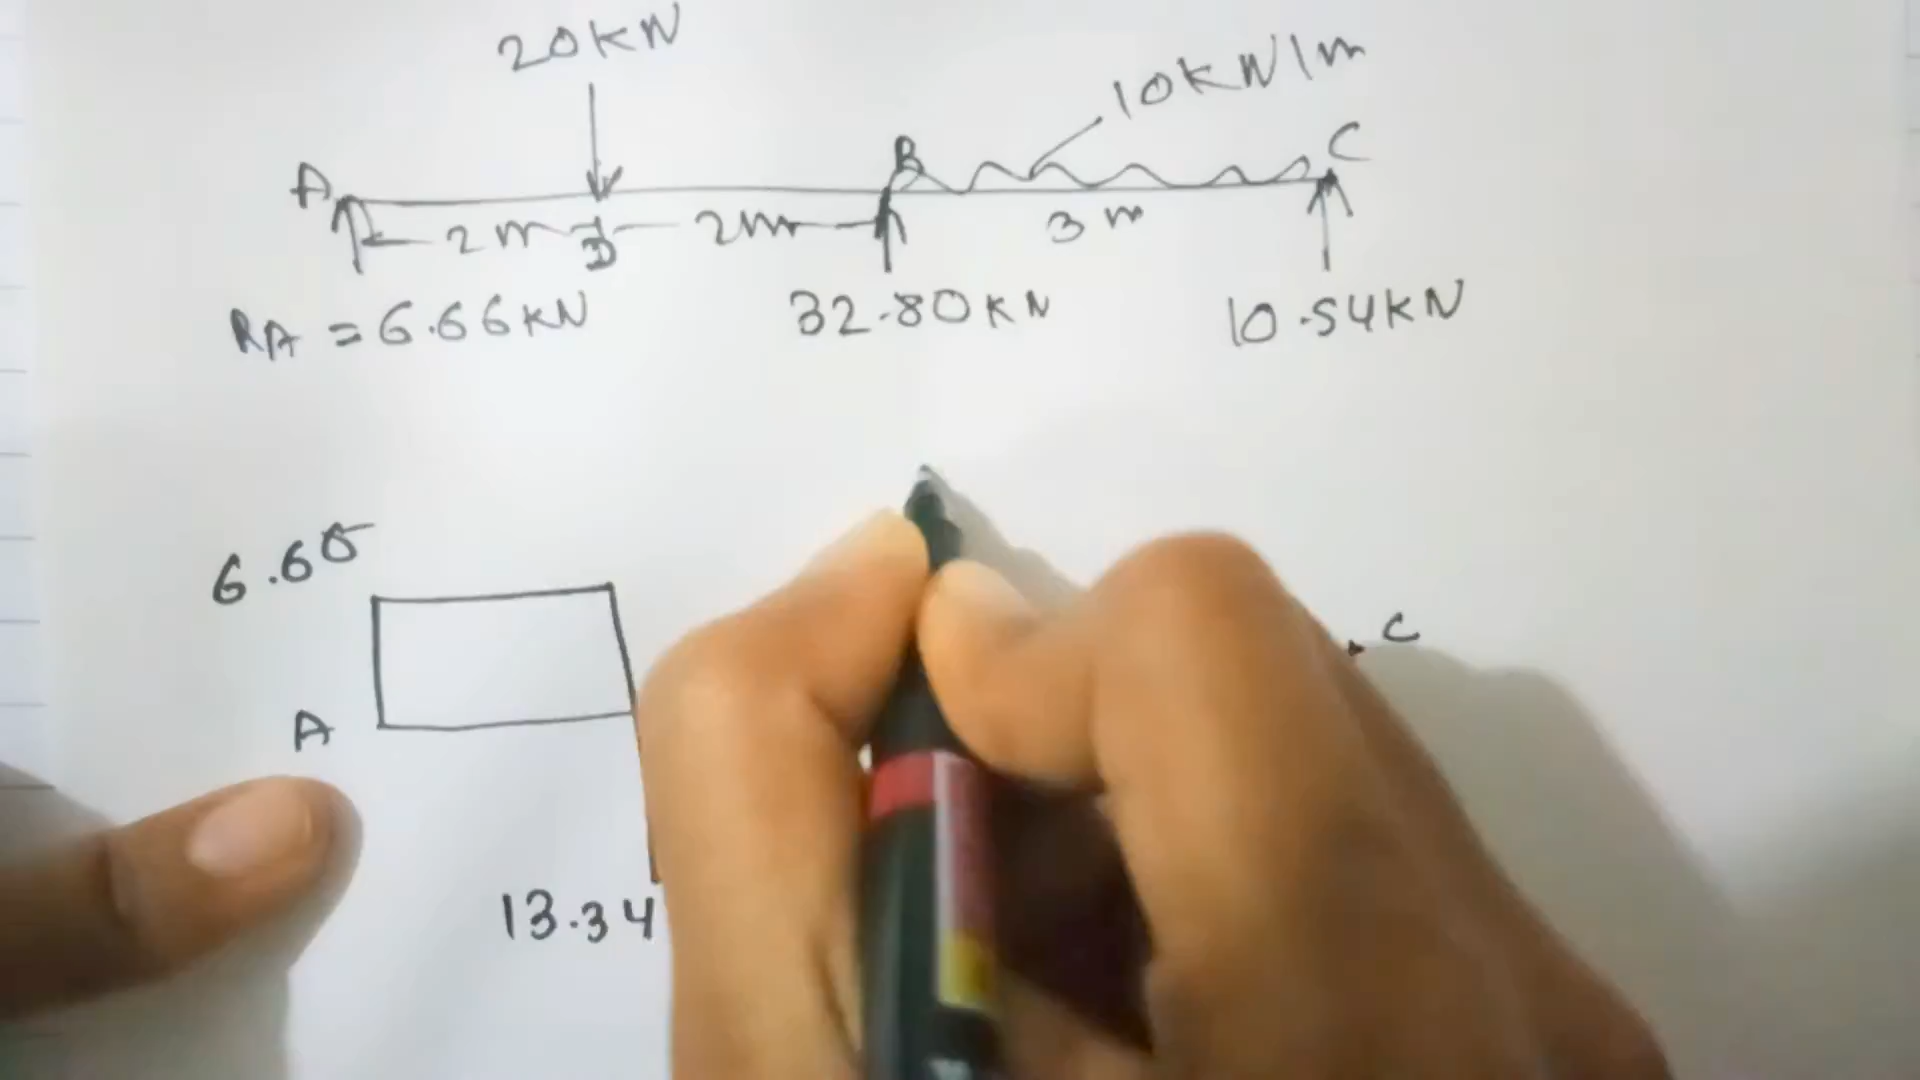 20KN
10KN/m
A B C
2m D 2m 3m
RA = 6.66KN 32.80KN 10.54KN
6.66
C
A
13.34